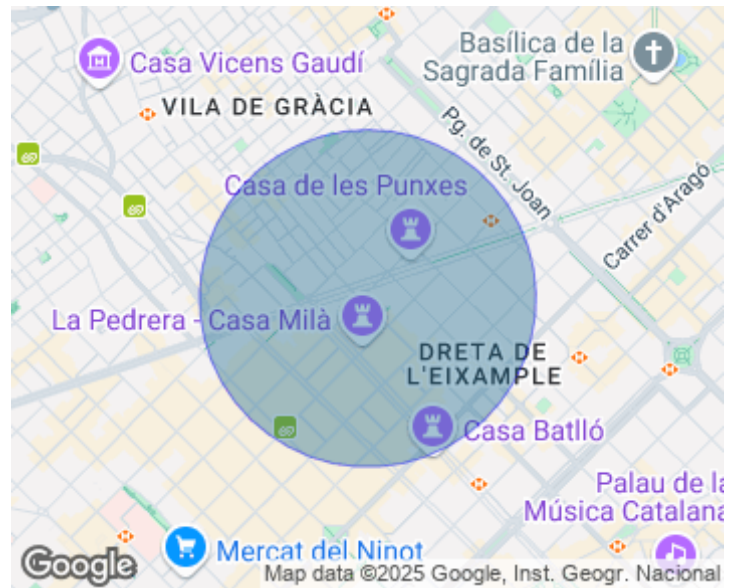 Basílica de la
Sagrada Família
Casa Vicens Gaudí
VILA DE GRÀCIA
Pg. de St. Joan
Casa de les Punxes
Carrer d'Aragó
La Pedrera - Casa Milà
DRETA DE
L'EIXAMPLE
Casa Batlló
Palau de la
Música Catalana
Mercat del Ninot
Google
Map data ©2025 Google, Inst. Geogr. Nacional